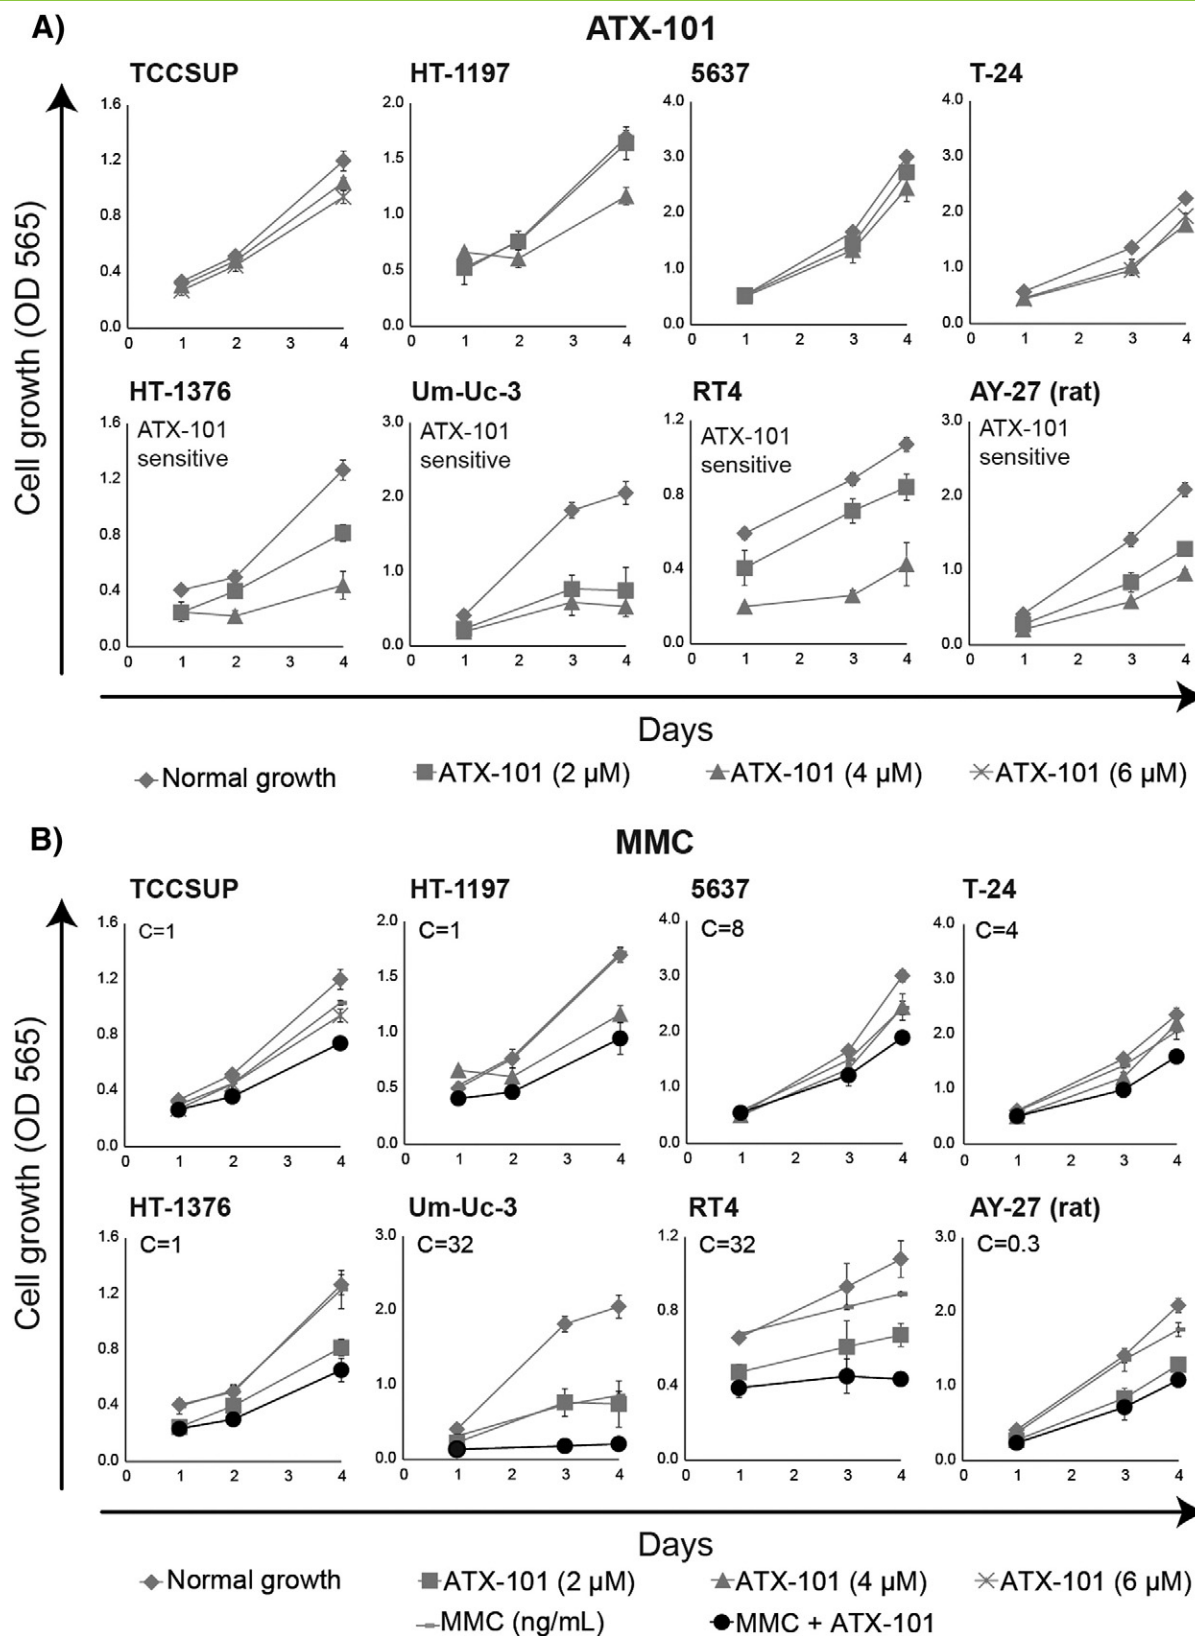 A)
ATX-101
TCCSUP HT-1197 5637 T-24
1.6 2.0 4.0 4.0
1.2 1.5 3.0 3.0
0.8 1.0 2.0 2.0
0.4 0.5 1.0 1.0
0.0 0.0 0.0 0.0
0 1 2 3 4 0 1 2 3 4 0 1 2 3 4 0 1 2 3 4
HT-1376 Um-Uc-3 RT4 AY-27 (rat)
ATX-101 sensitive ATX-101 sensitive ATX-101 sensitive ATX-101 sensitive
1.6 3.0 1.2 3.0
1.2 2.0 0.8 2.0
0.8 1.0 0.4 1.0
0.4 0.0 0.0 0.0
0.0
0 1 2 3 4 0 1 2 3 4 0 1 2 3 4 0 1 2 3 4
Cell growth (OD 565)
Days
Normal growth ATX-101 (2 µM) ATX-101 (4 µM) ATX-101 (6 µM)
B)
MMC
TCCSUP HT-1197 5637 T-24
C=1 C=1 C=8 C=4
1.6 2.0 4.0 4.0
1.2 1.5 3.0 3.0
0.8 1.0 2.0 2.0
0.4 0.5 1.0 1.0
0.0 0.0 0.0 0.0
0 1 2 3 4 0 1 2 3 4 0 1 2 3 4 0 1 2 3 4
HT-1376 Um-Uc-3 RT4 AY-27 (rat)
C=1 C=32 C=32 C=0.3
1.6 3.0 1.2 3.0
1.2 2.0 0.8 2.0
0.8 1.0 0.4 1.0
0.4 0.0 0.0 0.0
0.0
0 1 2 3 4 0 1 2 3 4 0 1 2 3 4 0 1 2 3 4
Cell growth (OD 565)
Days
Normal growth ATX-101 (2 µM) ATX-101 (4 µM) ATX-101 (6 µM)
MMC (ng/mL) MMC + ATX-101